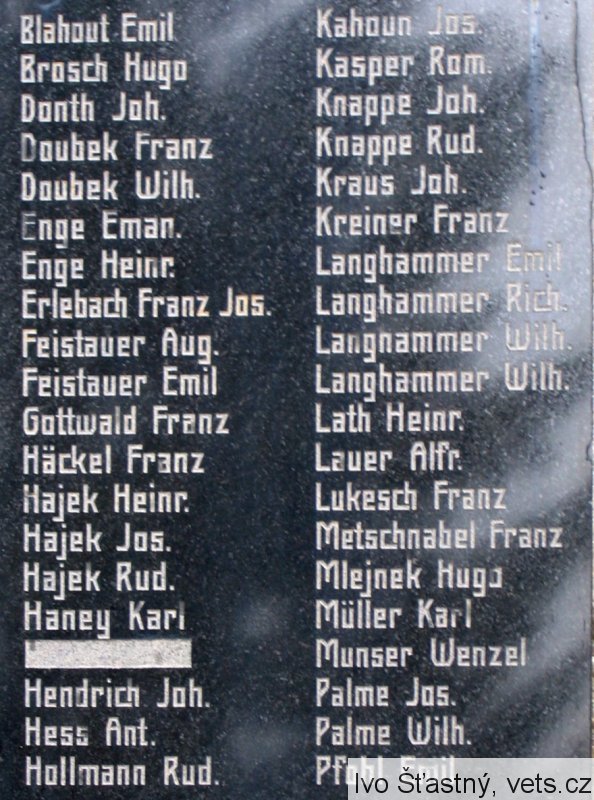 Blahout Emil
Brosch Hugo
Donth Joh.
Doubek Franz
Doubek Wilh.
Enge Eman.
Enge Heinr.
Erlebach Franz Jos.
Feistauer Aug.
Feistauer Emil
Gottwald Franz
Häckel Franz
Hajek Heinr.
Hajek Jos.
Hajek Rud.
Haney Karl
Hendrich Joh.
Hess Ant.
Hollmann Rud.
Kahoun Jos.
Kasper Rom.
Knappe Joh.
Knappe Rud.
Kraus Joh.
Kreiner Franz
Langhammer Emil
Langhammer Rich.
Langhammer Wilh.
Langhammer Wilh.
Lath Heinr.
Lauer Alfr.
Lukesch Franz
Metschnabel Franz
Mlejnek Hugo
Müller Karl
Munser Wenzel
Palme Jos.
Palme Wilh.
Pfohl Emil
Ivo Šťastný, vets.cz